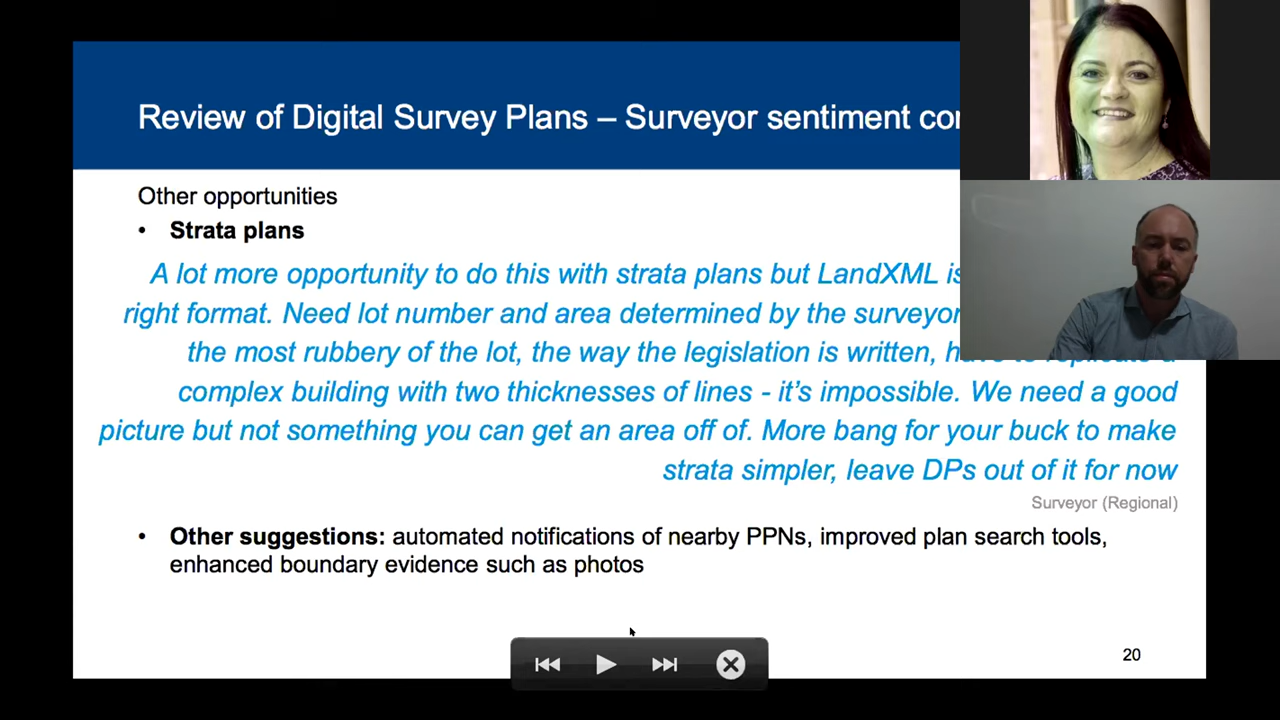 Review of Digital Survey Plans – Surveyor sentiment
Other opportunities
• Strata plans
A lot more opportunity to do this with strata plans but LandXML is
right format. Need lot number and area determined by the surveyor
the most rubbery of the lot, the way the legislation is written, have to replicate a
complex building with two thicknesses of lines - it's impossible. We need a good
picture but not something you can get an area off of. More bang for your buck to make
strata simpler, leave DPs out of it for now
Surveyor (Regional)
• Other suggestions: automated notifications of nearby PPNs, improved plan search tools,
enhanced boundary evidence such as photos
20